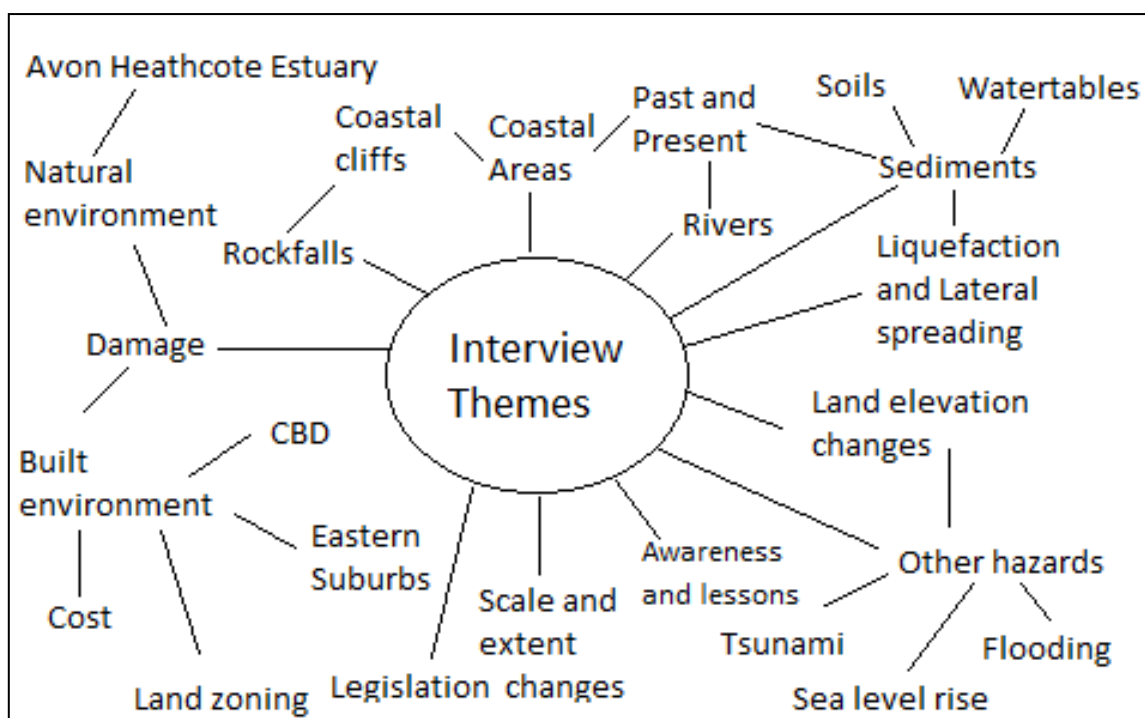 Avon Heathcote Estuary
Coastal
cliffs
Coastal
Areas
Past and
Present
Soils
Watertables
Natural
environment
Rockfalls
Rivers
Sediments
Liquefaction
and Lateral
spreading
Damage
Interview
Themes
Land elevation
changes
CBD
Built
environment
Eastern
Suburbs
Cost
Land zoning
Legislation changes
Scale and
extent
Awareness
and lessons
Other hazards
Tsunami
Flooding
Sea level rise